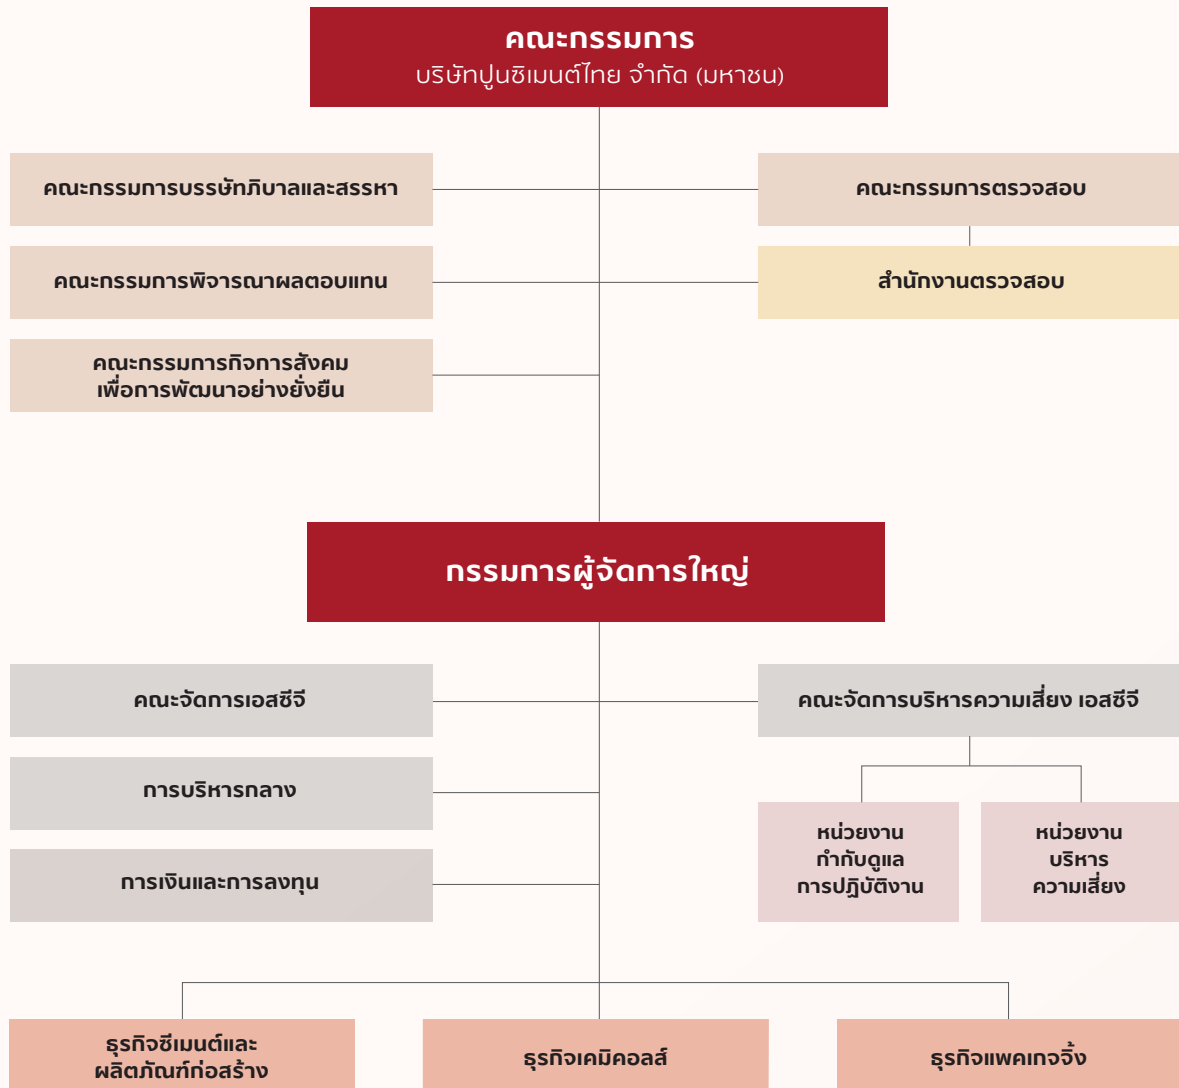 คณะกรรมการ
บริษัทปูนซิเมนต์ไทย จำกัด (มหาชน)
คณะกรรมการบรรษัทภิบาลและสรรหา
คณะกรรมการตรวจสอบ
คณะกรรมการพิจารณาผลตอบแทน
สำนักงานตรวจสอบ
คณะกรรมการกิจการสังคม
เพื่อการพัฒนาอย่างยั่งยืน
กรรมการผู้จัดการใหญ่
คณะจัดการเอสซีจี
คณะจัดการบริหารความเสี่ยง เอสซีจี
การบริหารกลาง
การเงินและการลงทุน
หน่วยงาน
กำกับดูแล
การปฏิบัติงาน
หน่วยงาน
บริหาร
ความเสี่ยง
ธุรกิจซีเมนต์และ
ผลิตภัณฑ์ก่อสร้าง
ธุรกิจเคมิคอลส์
ธุรกิจแพคเกจจิ้ง